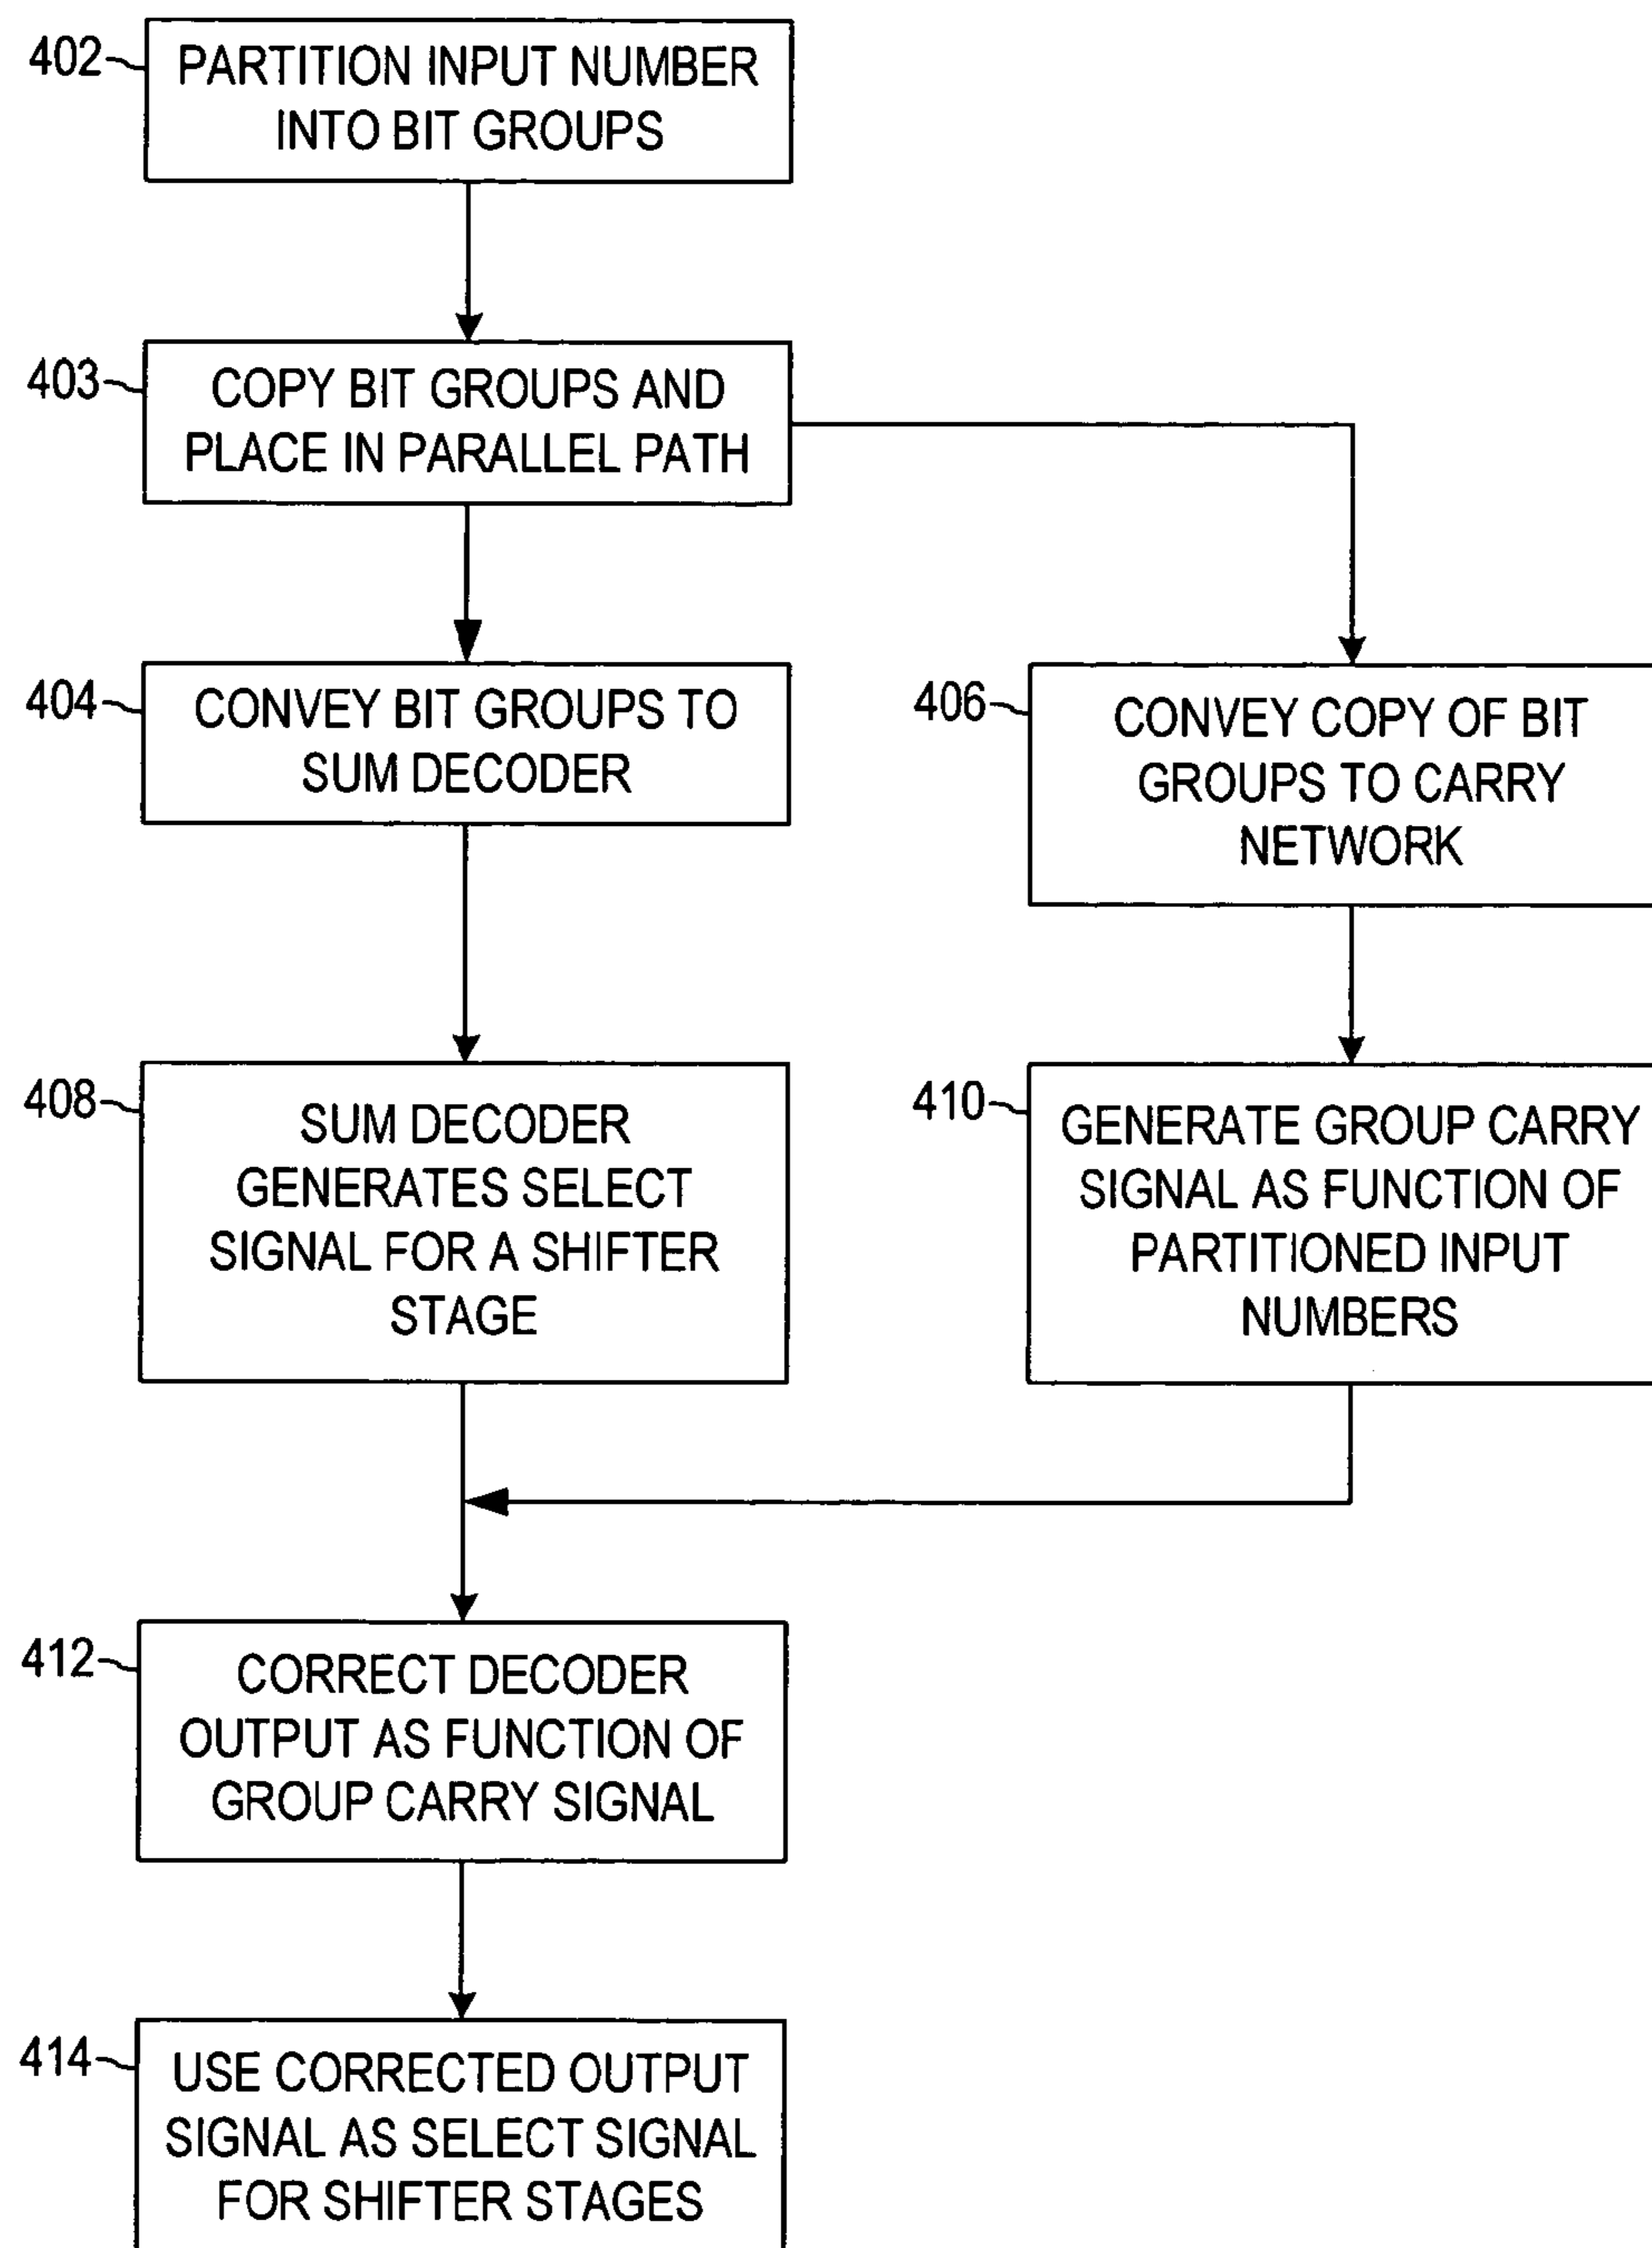 402
PARTITION INPUT NUMBER
INTO BIT GROUPS
403
COPY BIT GROUPS AND
PLACE IN PARALLEL PATH
404
CONVEY BIT GROUPS TO
SUM DECODER
406
CONVEY COPY OF BIT
GROUPS TO CARRY
NETWORK
408
SUM DECODER
GENERATES SELECT
SIGNAL FOR A SHIFTER
STAGE
410
GENERATE GROUP CARRY
SIGNAL AS FUNCTION OF
PARTITIONED INPUT
NUMBERS
412
CORRECT DECODER
OUTPUT AS FUNCTION OF
GROUP CARRY SIGNAL
414
USE CORRECTED OUTPUT
SIGNAL AS SELECT SIGNAL
FOR SHIFTER STAGES